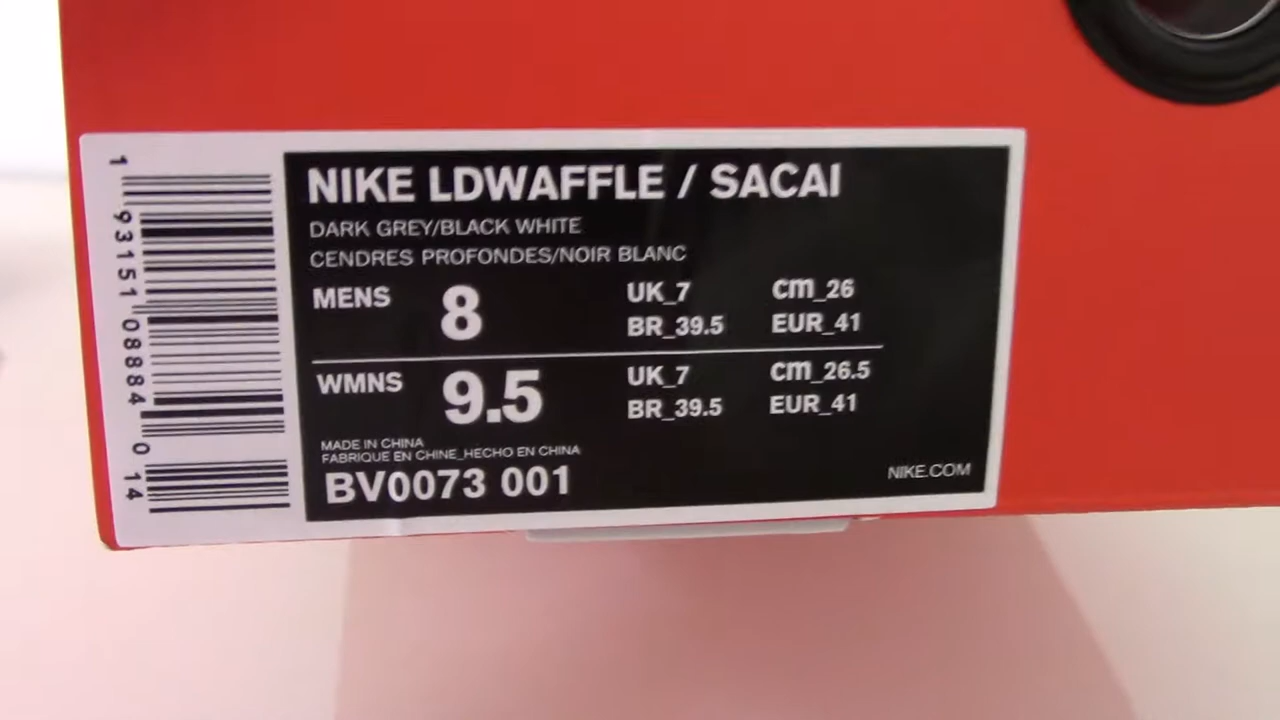 1 93151 08884 0 14
NIKE LDWAFFLE / SACAI
DARK GREY/BLACK WHITE
CENDRES PROFONDES/NOIR BLANC
MENS 8 UK_7 cm_26
BR_39.5 EUR_41
WMNS 9.5 UK_7 cm_26.5
BR_39.5 EUR_41
MADE IN CHINA
FABRIQUE EN CHINE_HECHO EN CHINA
BV0073 001
NIKE.COM